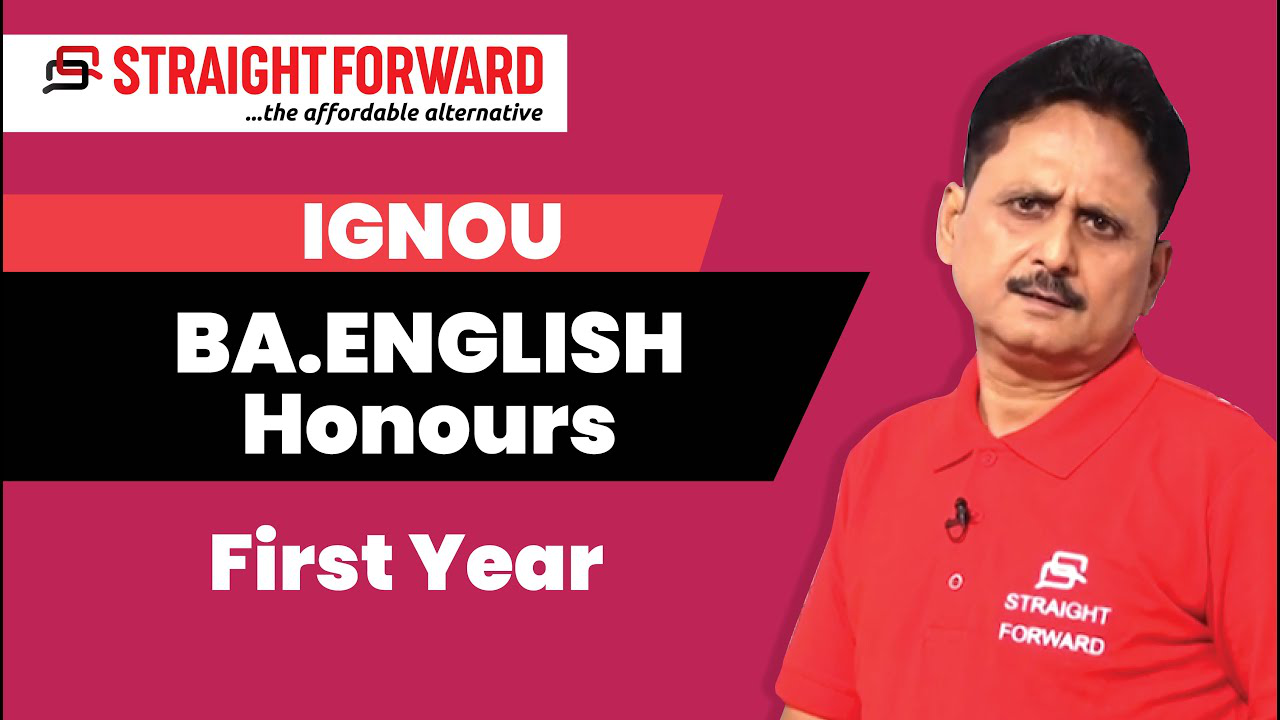 STRAIGHT FORWARD
...the affordable alternative
IGNOU
BA.ENGLISH
Honours
First Year
STRAIGHT
FORWARD